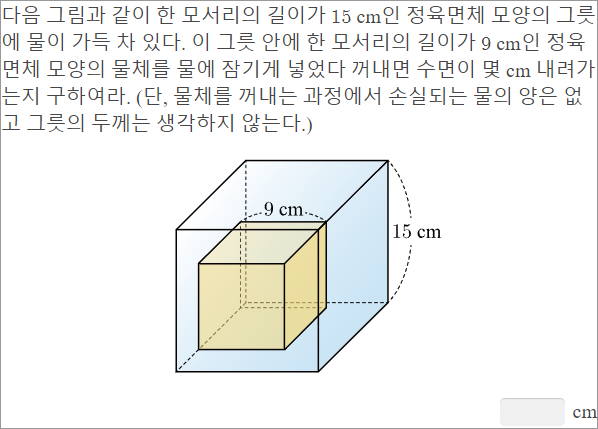 다음 그림과 같이 한 모서리의 길이가 15 cm인 정육면체 모양의 그릇
에 물이 가득 차 있다. 이 그릇 안에 한 모서리의 길이가 9 cm인 정육
면체 모양의 물체를 물에 잠기게 넣었다 꺼내면 수면이 몇 cm 내려가
는지 구하여라. (단, 물체를 꺼내는 과정에서 손실되는 물의 양은 없
고 그릇의 두께는 생각하지 않는다.)
9 cm
15 cm
cm